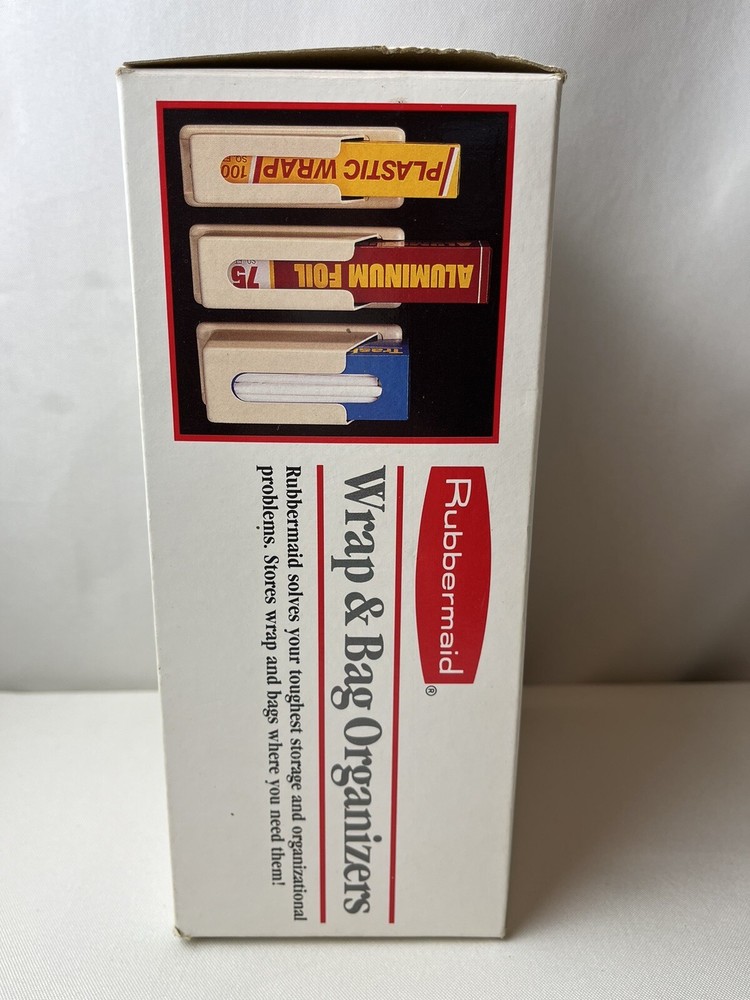 PLASTIC WRAP
100
SQ. F
ALUMINUM FOIL
75
Trash
Rubbermaid®
Wrap & Bag Organizers
Rubbermaid solves your toughest storage and organizational
problems. Stores wrap and bags where you need them!